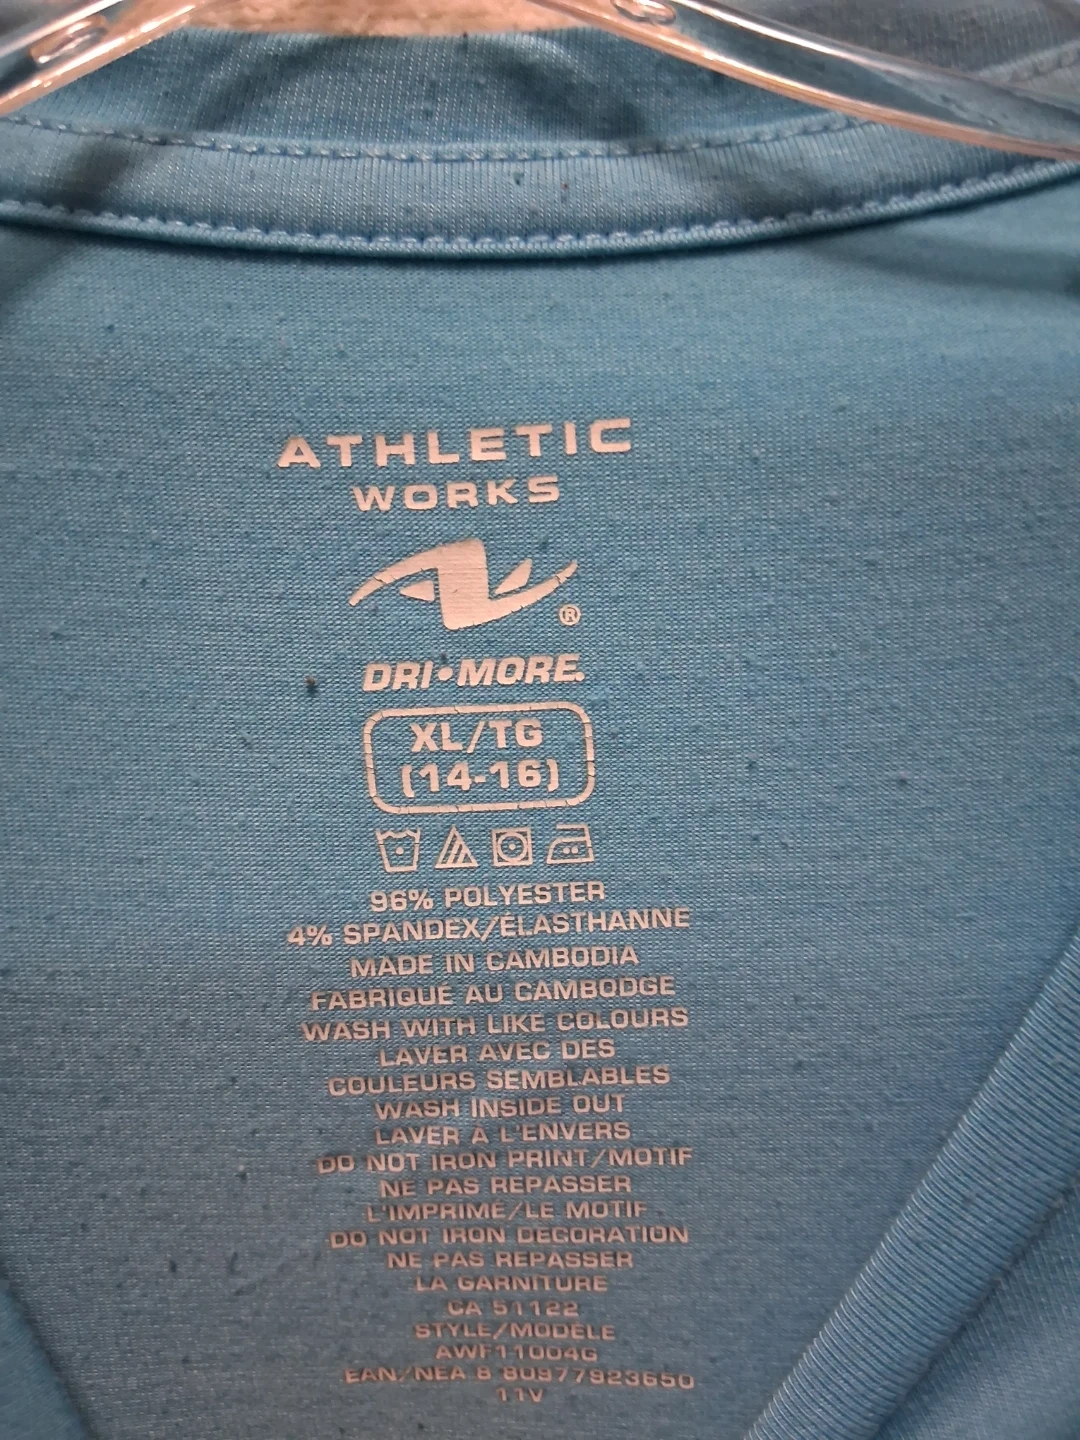 ATHLETIC
WORKS
®
DRI•MORE.
XL/TG
(14-16)
96% POLYESTER
4% SPANDEX/ÉLASTHANNE
MADE IN CAMBODIA
FABRIQUÉ AU CAMBODGE
WASH WITH LIKE COLOURS
LAVER AVEC DES
COULEURS SEMBLABLES
WASH INSIDE OUT
LAVER À L'ENVERS
DO NOT IRON PRINT/MOTIF
NE PAS REPASSER
L'IMPRIMÉ/LE MOTIF
DO NOT IRON DECORATION
NE PAS REPASSER
LA GARNITURE
CA 51122
STYLE/MODÈLE
AWF11004G
EAN/NEA 8 80977923650
11V